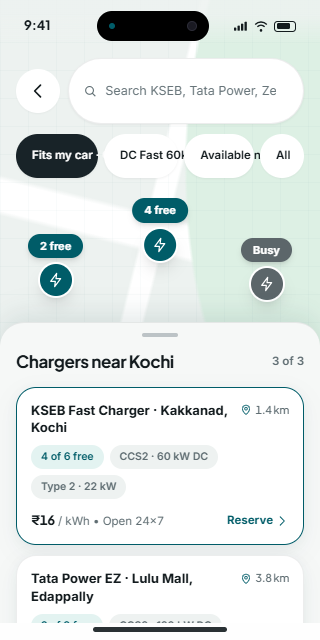 9:41
Search KSEB, Tata Power, Ze
Fits my car ·
DC Fast 60k
Available n
All
4 free
2 free
Busy
Chargers near Kochi
3 of 3
KSEB Fast Charger · Kakkanad,
Kochi
1.4 km
4 of 6 free
CCS2 · 60 kW DC
Type 2 · 22 kW
₹16 / kWh • Open 24×7
Reserve
Tata Power EZ · Lulu Mall,
Edappally
3.8 km